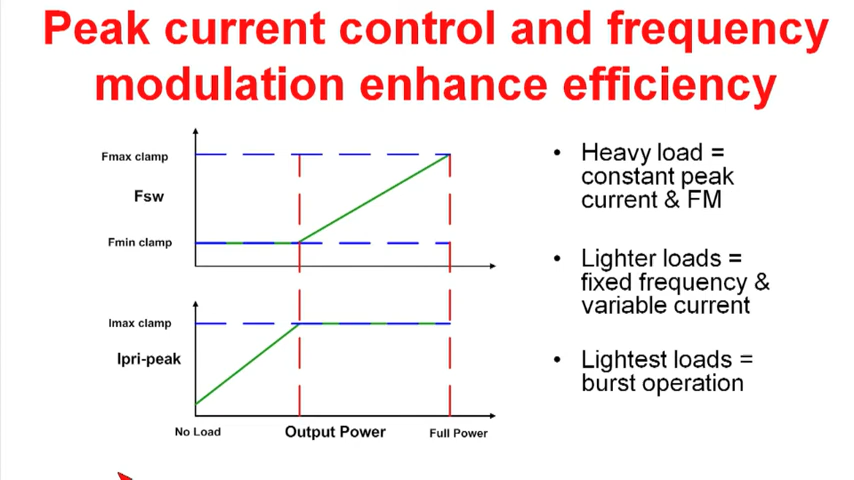 Peak current control and frequency
modulation enhance efficiency
Fmax clamp
Fsw
Fmin clamp
Imax clamp
Ipri-peak
No Load
Output Power
Full Power
• Heavy load =
constant peak
current & FM
• Lighter loads =
fixed frequency &
variable current
• Lightest loads =
burst operation